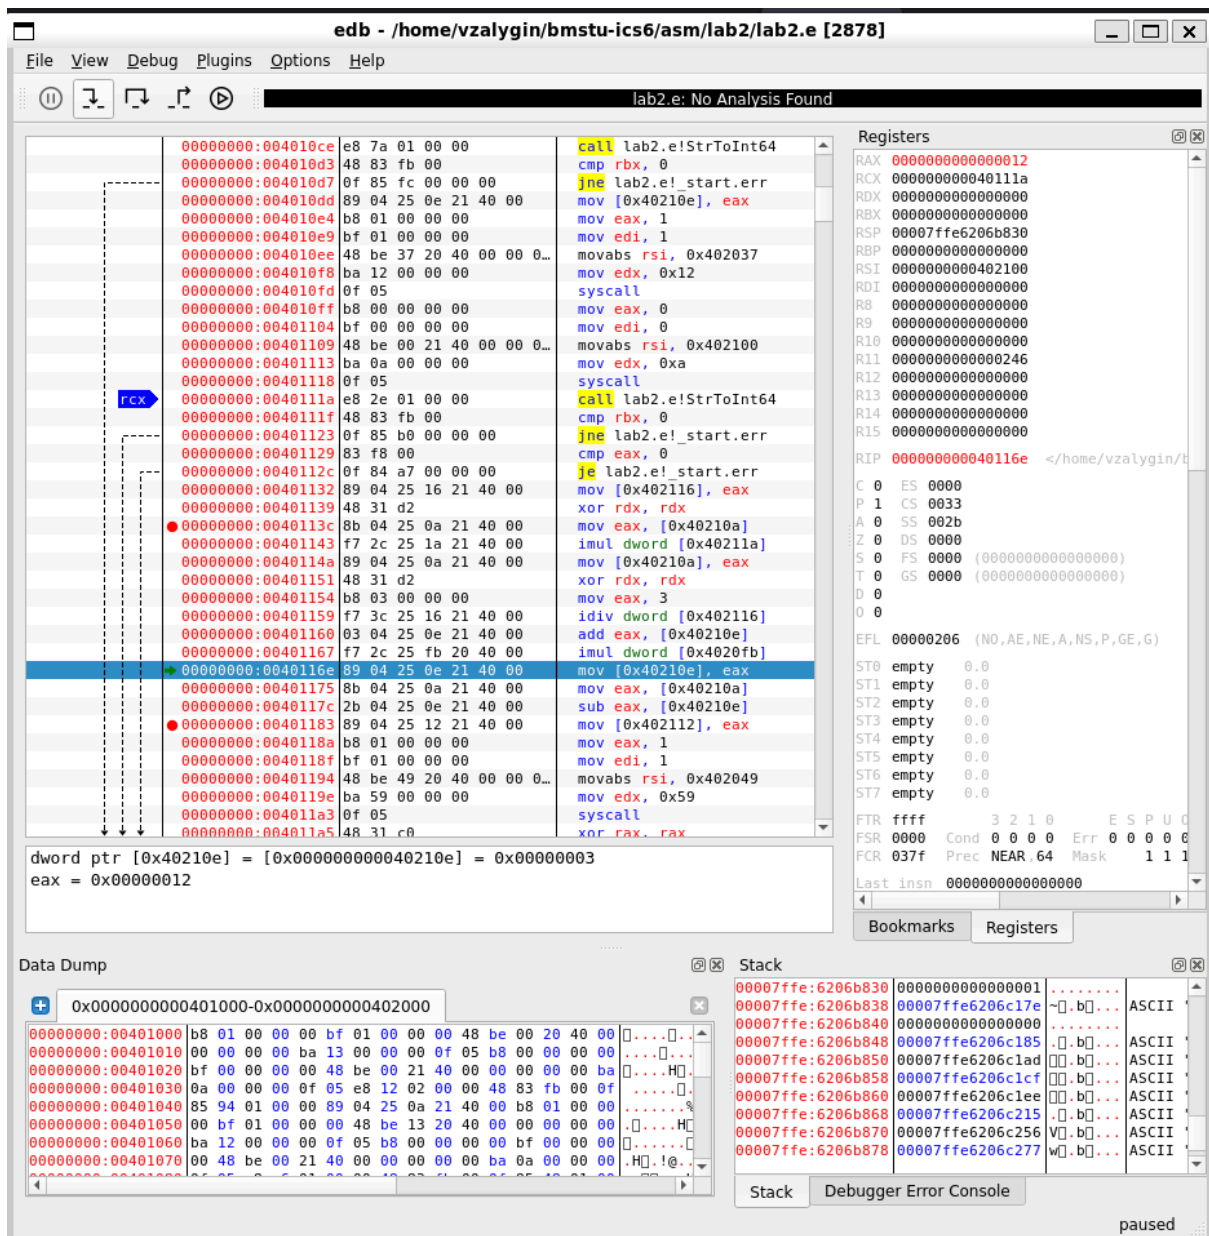 edb - /home/vzalygin/bmstu-ics6/asm/lab2/lab2.e [2878]
File View Debug Plugins Options Help
lab2.e: No Analysis Found
00000000:004010ce e8 7a 01 00 00 call lab2.e!StrToInt64
00000000:004010d3 48 83 fb 00 cmp rbx, 0
00000000:004010d7 0f 85 fc 00 00 00 jne lab2.e!_start.err
00000000:004010dd 89 04 25 0e 21 40 00 mov [0x40210e], eax
00000000:004010e4 b8 01 00 00 00 mov eax, 1
00000000:004010e9 bf 01 00 00 00 mov edi, 1
00000000:004010ee 48 be 37 20 40 00 00 0… movabs rsi, 0x402037
00000000:004010f8 ba 12 00 00 00 mov edx, 0x12
00000000:004010fd 0f 05 syscall
00000000:004010ff b8 00 00 00 00 mov eax, 0
00000000:00401104 bf 00 00 00 00 mov edi, 0
00000000:00401109 48 be 00 21 40 00 00 0… movabs rsi, 0x402100
00000000:00401113 ba 0a 00 00 00 mov edx, 0xa
00000000:00401118 0f 05 syscall
rcx 00000000:0040111a e8 2e 01 00 00 call lab2.e!StrToInt64
00000000:0040111f 48 83 fb 00 cmp rbx, 0
00000000:00401123 0f 85 b0 00 00 00 jne lab2.e!_start.err
00000000:00401129 83 f8 00 cmp eax, 0
00000000:0040112c 0f 84 a7 00 00 00 je lab2.e!_start.err
00000000:00401132 89 04 25 16 21 40 00 mov [0x402116], eax
00000000:00401139 48 31 d2 xor rdx, rdx
00000000:0040113c 8b 04 25 0a 21 40 00 mov eax, [0x40210a]
00000000:00401143 f7 2c 25 1a 21 40 00 imul dword [0x40211a]
00000000:0040114a 89 04 25 0a 21 40 00 mov [0x40210a], eax
00000000:00401151 48 31 d2 xor rdx, rdx
00000000:00401154 b8 03 00 00 00 mov eax, 3
00000000:00401159 f7 3c 25 16 21 40 00 idiv dword [0x402116]
00000000:00401160 03 04 25 0e 21 40 00 add eax, [0x40210e]
00000000:00401167 f7 2c 25 fb 20 40 00 imul dword [0x4020fb]
00000000:0040116e 89 04 25 0e 21 40 00 mov [0x40210e], eax
00000000:00401175 8b 04 25 0a 21 40 00 mov eax, [0x40210a]
00000000:0040117c 2b 04 25 0e 21 40 00 sub eax, [0x40210e]
00000000:00401183 89 04 25 12 21 40 00 mov [0x402112], eax
00000000:0040118a b8 01 00 00 00 mov eax, 1
00000000:0040118f bf 01 00 00 00 mov edi, 1
00000000:00401194 48 be 49 20 40 00 00 0… movabs rsi, 0x402049
00000000:0040119e ba 59 00 00 00 mov edx, 0x59
00000000:004011a3 0f 05 syscall
00000000:004011a5 48 31 c0 xor rax, rax
dword ptr [0x40210e] = [0x000000000040210e] = 0x00000003
eax = 0x00000012
Registers
RAX 0000000000000012
RCX 000000000040111a
RDX 0000000000000000
RBX 0000000000000000
RSP 00007ffe6206b830
RBP 0000000000000000
RSI 0000000000402100
RDI 0000000000000000
R8 0000000000000000
R9 0000000000000000
R10 0000000000000000
R11 0000000000000246
R12 0000000000000000
R13 0000000000000000
R14 0000000000000000
R15 0000000000000000
RIP 000000000040116e </home/vzalygin/b
C 0 ES 0000
P 1 CS 0033
A 0 SS 002b
Z 0 DS 0000
S 0 FS 0000 (0000000000000000)
T 0 GS 0000 (0000000000000000)
D 0
O 0
EFL 00000206 (NO,AE,NE,A,NS,P,GE,G)
ST0 empty 0.0
ST1 empty 0.0
ST2 empty 0.0
ST3 empty 0.0
ST4 empty 0.0
ST5 empty 0.0
ST6 empty 0.0
ST7 empty 0.0
FTR ffff 3 2 1 0 E S P U O
FSR 0000 Cond 0 0 0 0 Err 0 0 0 0 0
FCR 037f Prec NEAR,64 Mask 1 1 1
Last insn 0000000000000000
Bookmarks Registers
Data Dump
0x0000000000401000-0x0000000000402000
00000000:00401000 b8 01 00 00 00 bf 01 00 00 00 48 be 00 20 40 00
00000000:00401010 00 00 00 00 ba 13 00 00 00 0f 05 b8 00 00 00 00
00000000:00401020 bf 00 00 00 00 48 be 00 21 40 00 00 00 00 00 ba
00000000:00401030 0a 00 00 00 0f 05 e8 12 02 00 00 48 83 fb 00 0f
00000000:00401040 85 94 01 00 00 89 04 25 0a 21 40 00 b8 01 00 00
00000000:00401050 00 bf 01 00 00 00 48 be 13 20 40 00 00 00 00 00
00000000:00401060 ba 12 00 00 00 0f 05 b8 00 00 00 00 bf 00 00 00
00000000:00401070 00 48 be 00 21 40 00 00 00 00 00 ba 0a 00 00 00 .H▯.!@..
Stack
00007ffe:6206b830 0000000000000001 ........
00007ffe:6206b838 00007ffe6206c17e ~▯.b▯... ASCII "
00007ffe:6206b840 0000000000000000 ........
00007ffe:6206b848 00007ffe6206c185 .▯.b▯... ASCII "
00007ffe:6206b850 00007ffe6206c1ad ▯▯.b▯... ASCII "
00007ffe:6206b858 00007ffe6206c1cf ▯▯.b▯... ASCII "
00007ffe:6206b860 00007ffe6206c1ee ▯▯.b▯... ASCII "
00007ffe:6206b868 00007ffe6206c215 .▯.b▯... ASCII "
00007ffe:6206b870 00007ffe6206c256 V▯.b▯... ASCII "
00007ffe:6206b878 00007ffe6206c277 w▯.b▯... ASCII "
Stack Debugger Error Console
paused